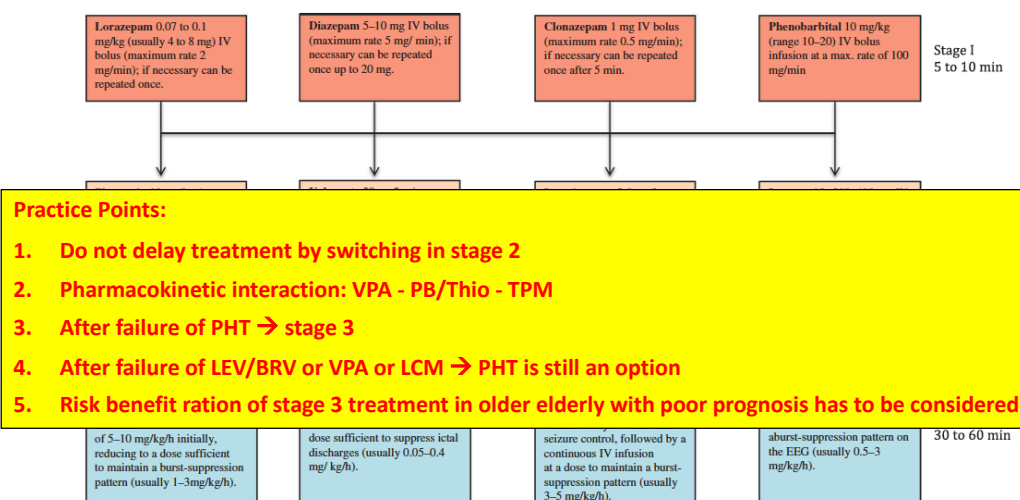 Lorazepam 0.07 to 0.1
mg/kg (usually 4 to 8 mg) IV
bolus (maximum rate 2
mg/min); if necessary can be
repeated once.
Diazepam 5–10 mg IV bolus
(maximum rate 5 mg/ min); if
necessary can be repeated
once up to 20 mg.
Clonazepam 1 mg IV bolus
(maximum rate 0.5 mg/min);
if necessary can be repeated
once after 5 min.
Phenobarbital 10 mg/kg
(range 10–20) IV bolus
infusion at a max. rate of 100
mg/min
Stage I
5 to 10 min
Practice Points:
1. Do not delay treatment by switching in stage 2
2. Pharmacokinetic interaction: VPA - PB/Thio - TPM
3. After failure of PHT → stage 3
4. After failure of LEV/BRV or VPA or LCM → PHT is still an option
5. Risk benefit ration of stage 3 treatment in older elderly with poor prognosis has to be considered
of 5–10 mg/kg/h initially,
reducing to a dose sufficient
to maintain a burst-suppression
pattern (usually 1–3mg/kg/h).
dose sufficient to suppress ictal
discharges (usually 0.05–0.4
mg/ kg/h).
seizure control, followed by a
continuous IV infusion
at a dose to maintain a burst-
suppression pattern (usually
3–5 mg/kg/h).
aburst-suppression pattern on
the EEG (usually 0.5–3
mg/kg/h).
30 to 60 min